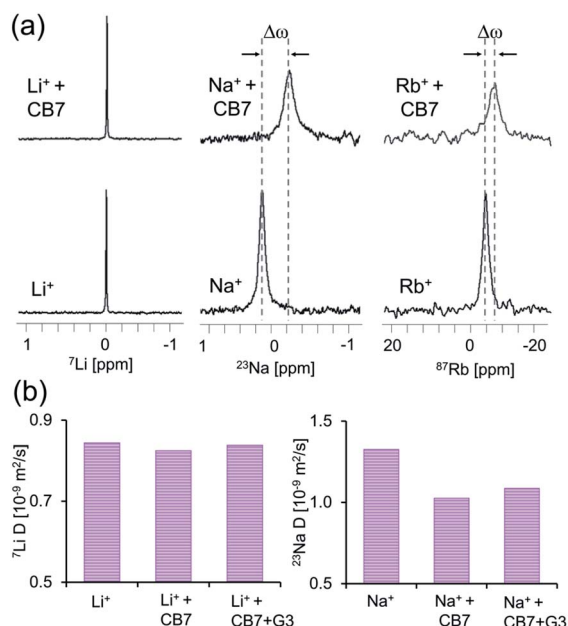 (a)
Δω
Δω
Li⁺ +
CB7
Na⁺ +
CB7
Rb⁺ +
CB7
Li⁺
Na⁺
Rb⁺
1 0 -1
⁷Li [ppm]
1 0 -1
²³Na [ppm]
20 0 -20
⁸⁷Rb [ppm]
(b)
0.9
0.7
0.5
⁷Li D [10⁻⁹ m²/s]
Li⁺
Li⁺ +
CB7
Li⁺ +
CB7+G3
1.5
1.0
0.5
²³Na D [10⁻⁹ m²/s]
Na⁺
Na⁺ +
CB7
Na⁺ +
CB7+G3